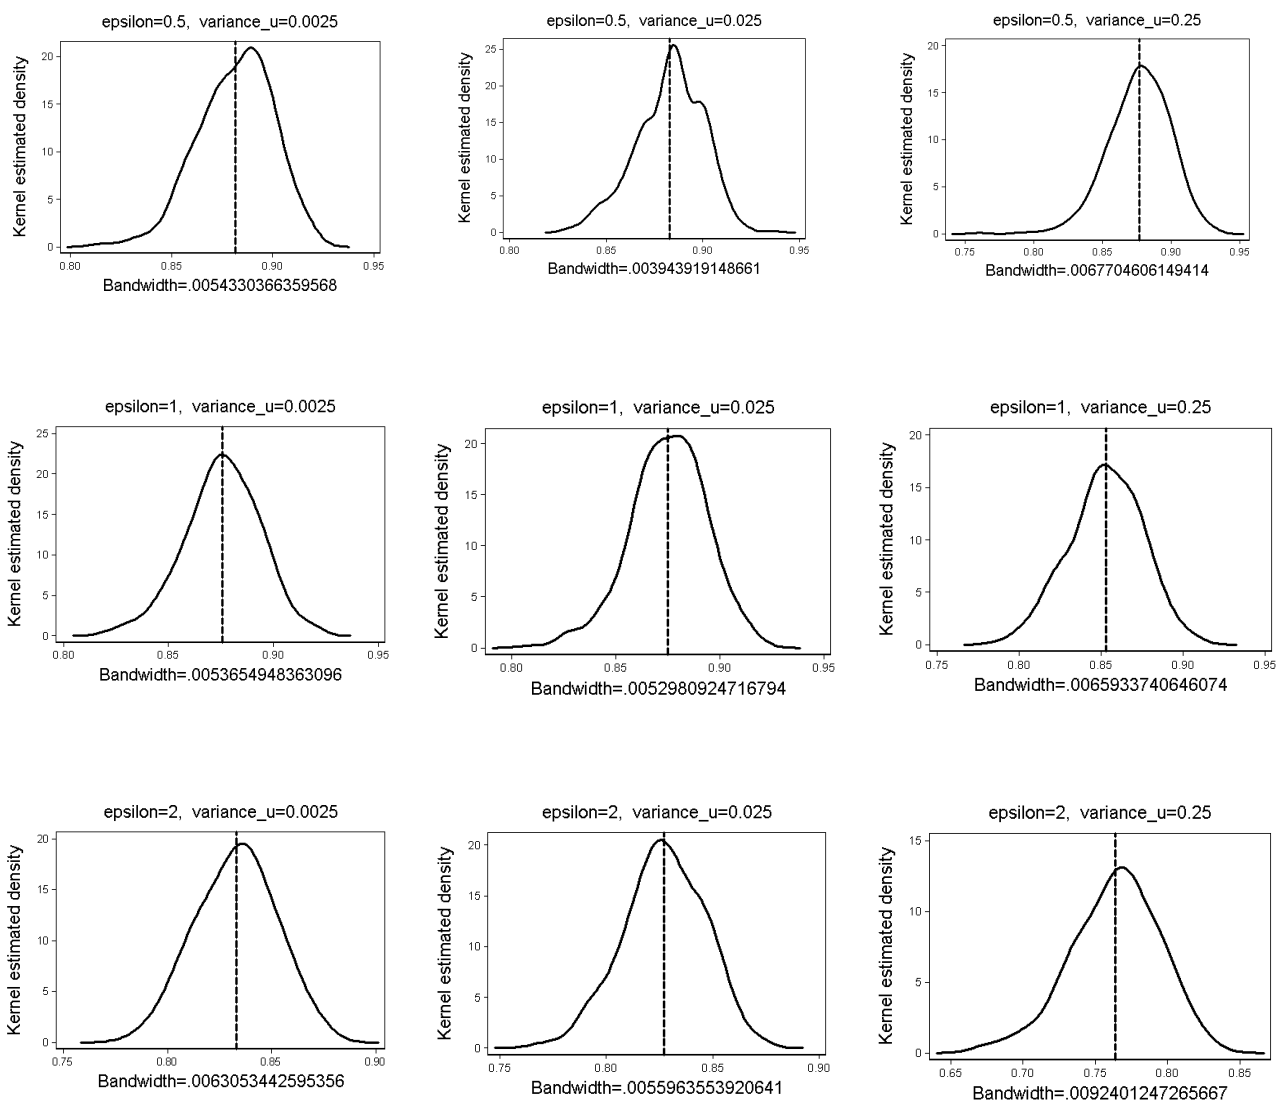 epsilon=0.5, variance_u=0.0025
Kernel estimated density
20
15
10
5
0
0.80 0.85 0.90 0.95
Bandwidth=.0054330366359568
epsilon=0.5, variance_u=0.025
Kernel estimated density
25
20
15
10
5
0
0.80 0.85 0.90 0.95
Bandwidth=.003943919148661
epsilon=0.5, variance_u=0.25
Kernel estimated density
20
15
10
5
0
0.75 0.80 0.85 0.90 0.95
Bandwidth=.0067704606149414
epsilon=1, variance_u=0.0025
Kernel estimated density
25
20
15
10
5
0
0.80 0.85 0.90 0.95
Bandwidth=.0053654948363096
epsilon=1, variance_u=0.025
Kernel estimated density
20
15
10
5
0
0.80 0.85 0.90 0.95
Bandwidth=.0052980924716794
epsilon=1, variance_u=0.25
Kernel estimated density
20
15
10
5
0
0.75 0.80 0.85 0.90 0.95
Bandwidth=.0065933740646074
epsilon=2, variance_u=0.0025
Kernel estimated density
20
15
10
5
0
0.75 0.80 0.85 0.90
Bandwidth=.0063053442595356
epsilon=2, variance_u=0.025
Kernel estimated density
20
15
10
5
0
0.75 0.80 0.85 0.90
Bandwidth=.0055963553920641
epsilon=2, variance_u=0.25
Kernel estimated density
15
10
5
0
0.65 0.70 0.75 0.80 0.85
Bandwidth=.0092401247265667